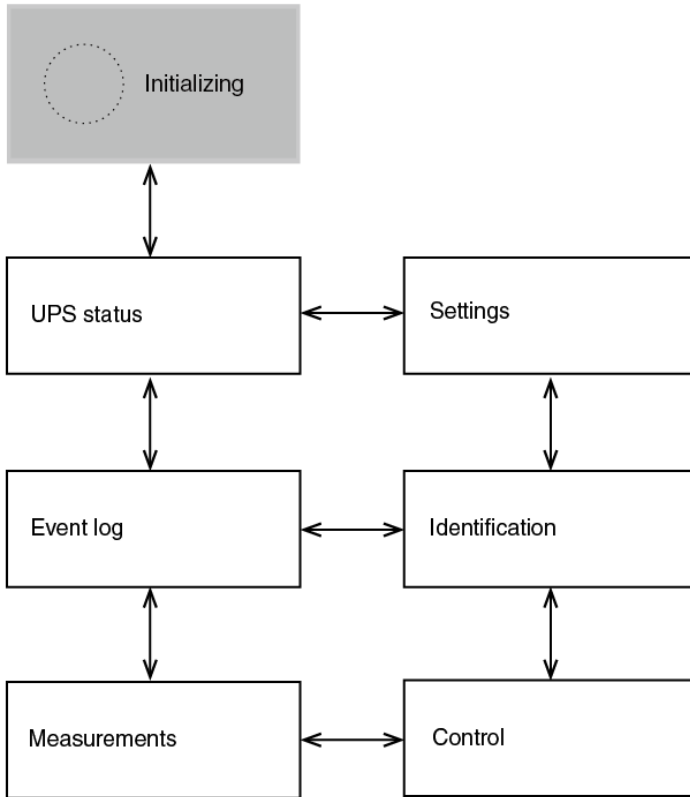 Initializing
UPS status
Settings
Event log
Identification
Measurements
Control